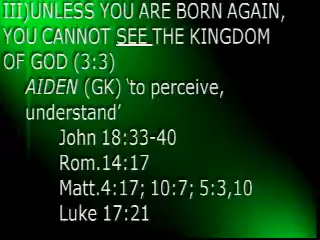 III)UNLESS YOU ARE BORN AGAIN,
YOU CANNOT SEE THE KINGDOM
OF GOD (3:3)
AIDEN (GK) ‘to perceive,
understand’
John 18:33-40
Rom.14:17
Matt.4:17; 10:7; 5:3,10
Luke 17:21